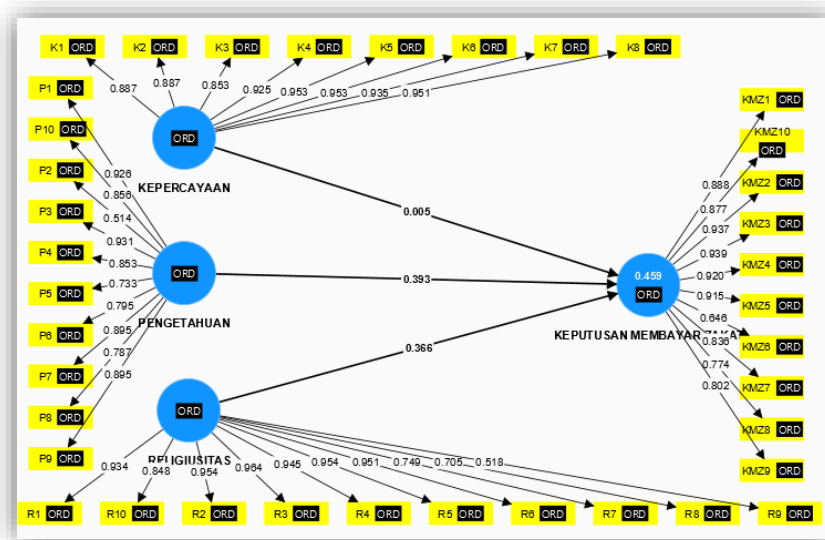 K1 ORD
K2 ORD
K3 ORD
K4 ORD
K5 ORD
K6 ORD
K7 ORD
K8 ORD
0.887
0.887
0.853
0.925
0.953
0.953
0.935
0.951
ORD
KEPERCAYAAN
P1 ORD
P10 ORD
P2 ORD
P3 ORD
P4 ORD
P5 ORD
P6 ORD
P7 ORD
P8 ORD
P9 ORD
0.926
0.856
0.514
0.931
0.853
0.733
0.795
0.895
0.787
0.895
ORD
PENGETAHUAN
0.005
0.393
0.366
0.459
ORD
KEPUTUSAN MEMBAYAR ZAKAT
KMZ1 ORD
KMZ10
ORD
KMZ2 ORD
KMZ3 ORD
KMZ4 ORD
KMZ5 ORD
KMZ6 ORD
KMZ7 ORD
KMZ8 ORD
KMZ9 ORD
0.888
0.877
0.937
0.939
0.920
0.915
0.646
0.836
0.774
0.802
ORD
RELIGIUSITAS
0.934
0.848
0.954
0.964
0.945
0.954
0.951
0.749
0.705
0.518
R1 ORD
R10 ORD
R2 ORD
R3 ORD
R4 ORD
R5 ORD
R6 ORD
R7 ORD
R8 ORD
R9 ORD